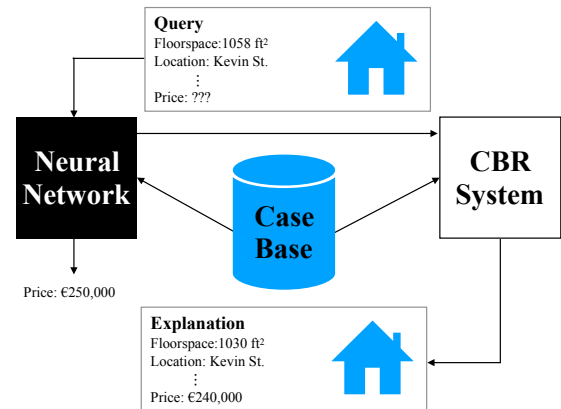 Query
Floorspace:1058 ft²
Location: Kevin St.
⋮
Price: ???
Neural
Network
CBR
System
Case
Base
Price: €250,000
Explanation
Floorspace:1030 ft²
Location: Kevin St.
⋮
Price: €240,000